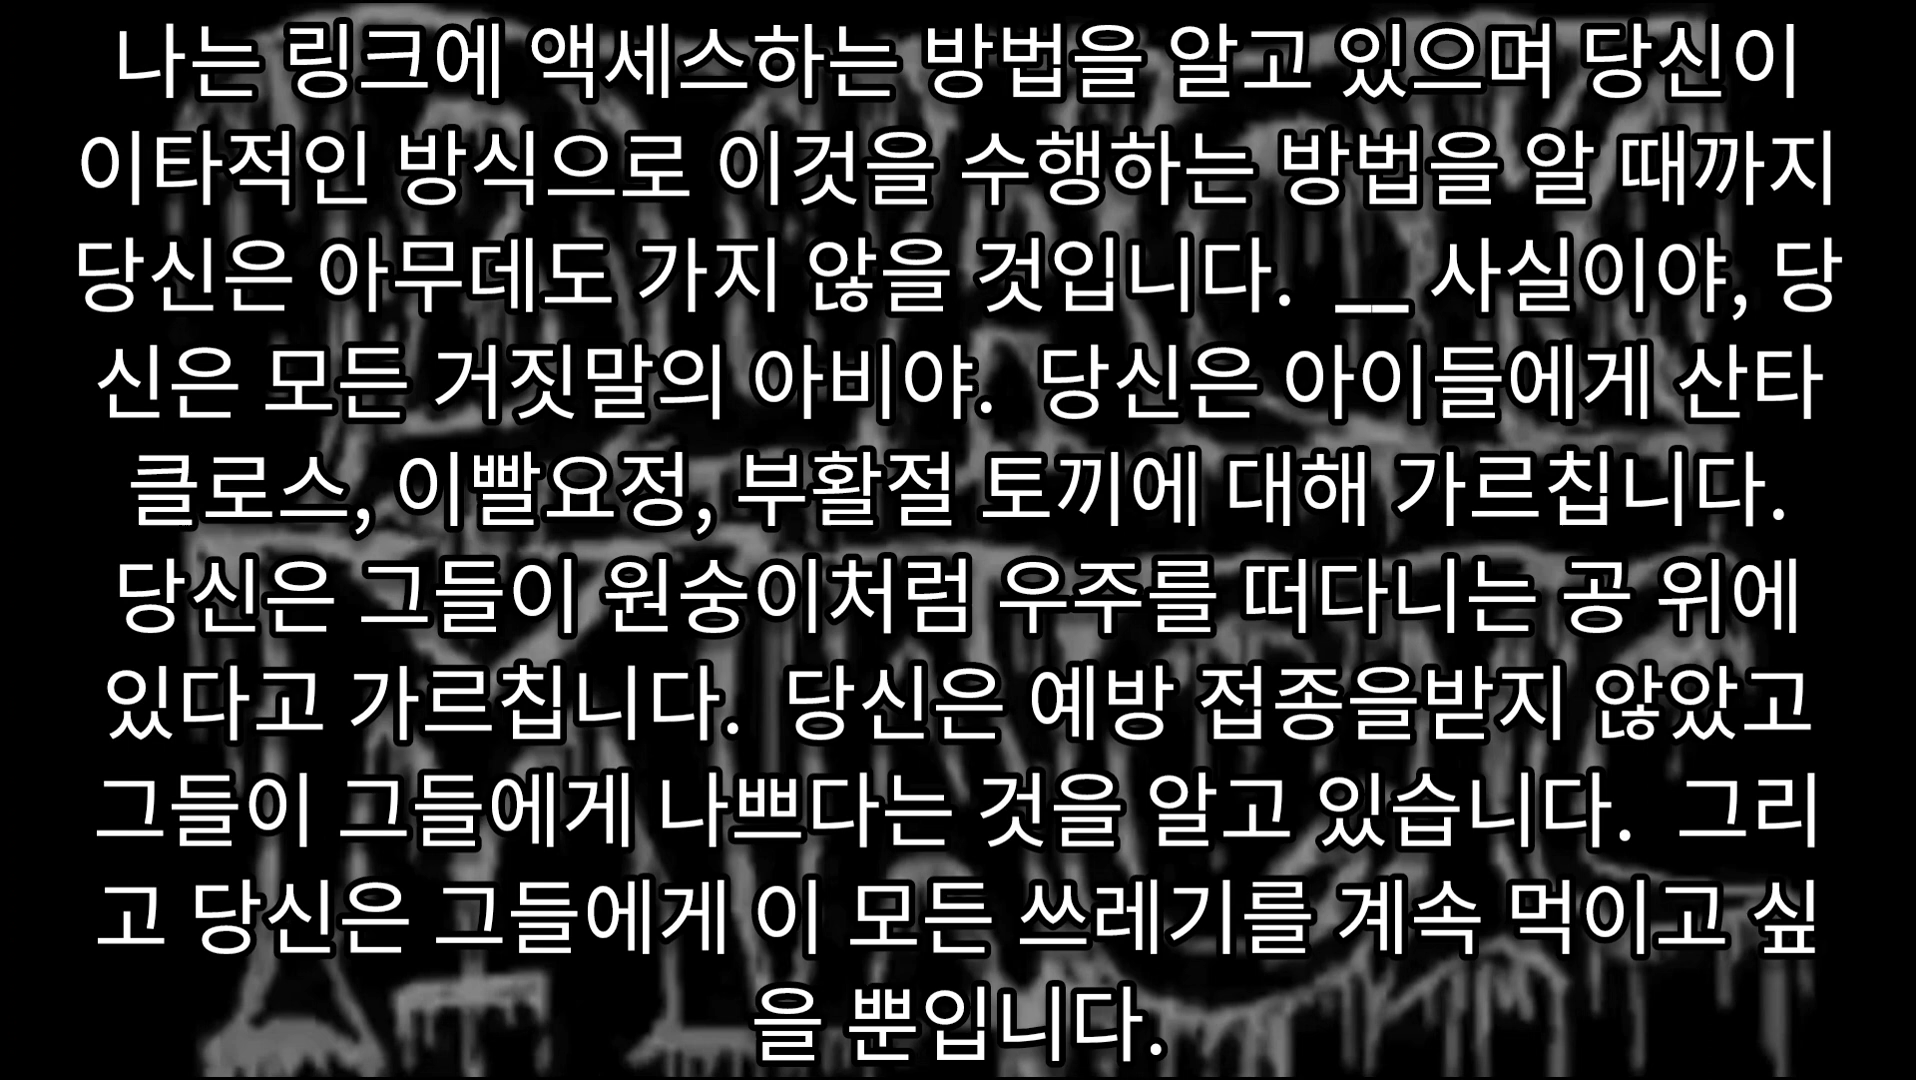 나는 링크에 액세스하는 방법을 알고 있으며 당신이
이타적인 방식으로 이것을 수행하는 방법을 알 때까지
당신은 아무데도 가지 않을 것입니다. __ 사실이야, 당
신은 모든 거짓말의 아비야. 당신은 아이들에게 산타
클로스, 이빨요정, 부활절 토끼에 대해 가르칩니다.
당신은 그들이 원숭이처럼 우주를 떠다니는 공 위에
있다고 가르칩니다. 당신은 예방 접종을받지 않았고
그들이 그들에게 나쁘다는 것을 알고 있습니다. 그리
고 당신은 그들에게 이 모든 쓰레기를 계속 먹이고 싶
을 뿐입니다.